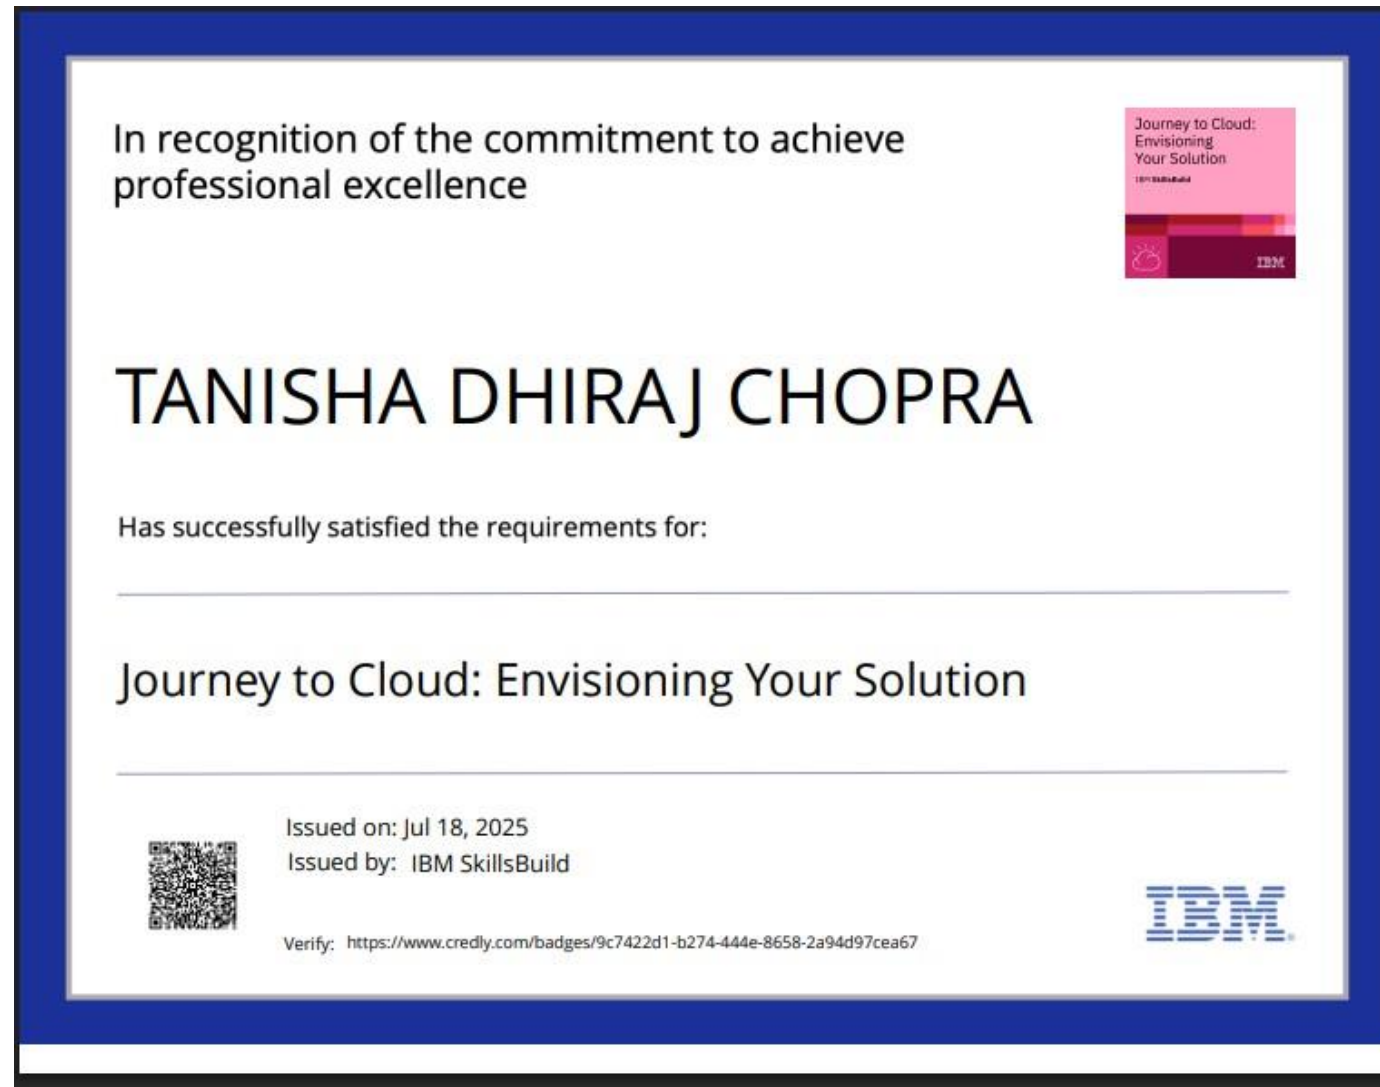 In recognition of the commitment to achieve
professional excellence
Journey to Cloud:
Envisioning
Your Solution
IBM SkillsBuild
IBM
TANISHA DHIRAJ CHOPRA
Has successfully satisfied the requirements for:
Journey to Cloud: Envisioning Your Solution
Issued on: Jul 18, 2025
Issued by: IBM SkillsBuild
Verify: https://www.credly.com/badges/9c7422d1-b274-444e-8658-2a94d97cea67
IBM